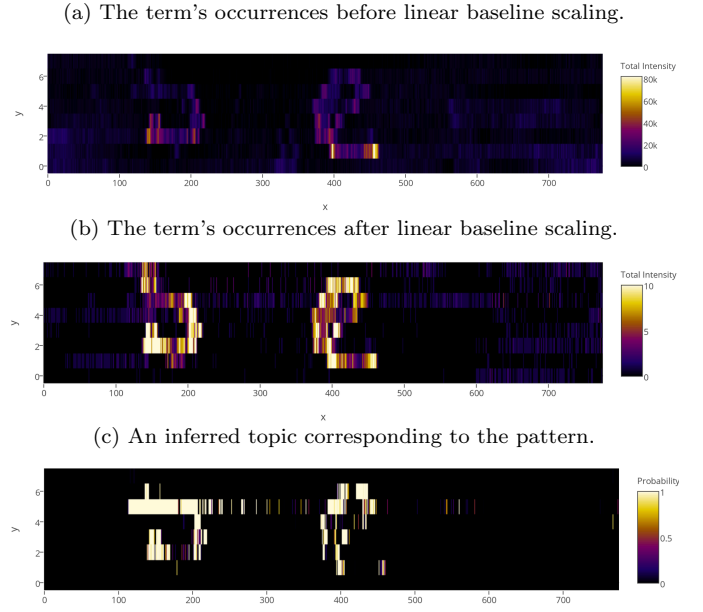 (a) The term's occurrences before linear baseline scaling.
Total Intensity
80k
60k
40k
20k
0
y
6
4
2
0
0 100 200 300 400 500 600 700
x
(b) The term's occurrences after linear baseline scaling.
Total Intensity
10
5
0
y
6
4
2
0
0 100 200 300 400 500 600 700
x
(c) An inferred topic corresponding to the pattern.
Probability
1
0.5
0
y
6
4
2
0
0 100 200 300 400 500 600 700